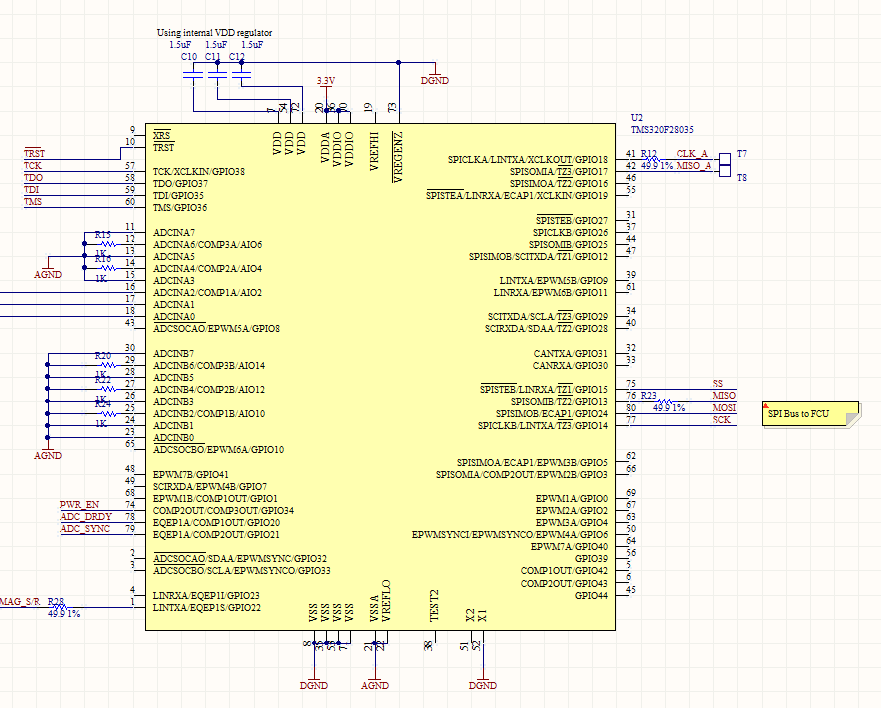 Using internal VDD regulator
1.5uF 1.5uF 1.5uF
C10 C11 C12
3.3V
DGND
7 54 72 20 36 70 19 73
VDD VDD VDD VDDA VDDIO VDDIO VREFHI VREGENZ
U2
TMS320F28035
9 XRS
10 TRST
TRST
TCK 57 TCK/XCLKIN/GPIO38
TDO 58 TDO/GPIO37
TDI 59 TDI/GPIO35
TMS 60 TMS/GPIO36
SPICLKA/LINTXA/XCLKOUT/GPIO18 41 R12 CLK_A T7
SPISOMIA/TZ3/GPIO17 42 49.9 1% MISO_A
SPISIMOA/TZ2/GPIO16 46 T8
SPISTEA/LINRXA/ECAP1/XCLKIN/GPIO19 55
SPISTEB/GPIO27 31
SPICLKB/GPIO26 37
SPISOMIB/GPIO25 44
SPISIMOB/SCITXDA/TZ1/GPIO12 47
LINTXA/EPWM5B/GPIO9 39
LINRXA/EPWM6B/GPIO11 61
SCITXDA/SCLA/TZ3/GPIO29 34
SCIRXDA/SDAA/TZ2/GPIO28 40
CANTXA/GPIO31 32
CANRXA/GPIO30 33
SPISTEB/LINRXA/TZ1/GPIO15 75 SS
SPISOMIB/TZ2/GPIO13 76 R23 MISO
SPISIMOB/ECAP1/GPIO24 80 49.9 1% MOSI
SPICLKB/LINTXA/TZ3/GPIO14 77 SCK
SPI Bus to FCU
SPISIMOA/ECAP1/EPWM3B/GPIO5 62
SPISOMIA/COMP2OUT/EPWM2B/GPIO3 66
EPWM1A/GPIO0 69
EPWM2A/GPIO2 67
EPWM3A/GPIO4 63
EPWMSYNCI/EPWMSYNCO/EPWM4A/GPIO6 50
EPWM7A/GPIO40 64
GPIO39 56
COMP1OUT/GPIO42 5
COMP2OUT/GPIO43 6
GPIO44 45
11 ADCINA7
R15 12 ADCINA6/COMP3A/AIO6
1K 13 ADCINA5
R16 14 ADCINA4/COMP2A/AIO4
1K 15 ADCINA3
AGND
16 ADCINA2/COMP1A/AIO2
17 ADCINA1
18 ADCINA0
43 ADCSOCAO/EPWM5A/GPIO8
30 ADCINB7
R20 29 ADCINB6/COMP3B/AIO14
1K 28 ADCINB5
R22 27 ADCINB4/COMP2B/AIO12
1K 26 ADCINB3
R24 25 ADCINB2/COMP1B/AIO10
1K 24 ADCINB1
23 ADCINB0
AGND
65 ADCSOCBO/EPWM6A/GPIO10
48 EPWM7B/GPIO41
49 SCIRXDA/EPWM4B/GPIO7
68 EPWM1B/COMP1OUT/GPIO1
PWR_EN 74 COMP2OUT/COMP3OUT/GPIO34
ADC_DRDY 78 EQEP1A/COMP1OUT/GPIO20
ADC_SYNC 79 EQEP1A/COMP2OUT/GPIO21
2 ADCSOCAO/SDAA/EPWMSYNC/GPIO32
3 ADCSOCBO/SCLA/EPWMSYNCO/GPIO33
4 LINRXA/EQEP1I/GPIO23
MAG_S/R R28 1 LINTXA/EQEP1S/GPIO22
49.9 1%
VSS VSS VSS VSS VSSA VREFLO TEST2 X2 X1
8 35 53 71 21 22 38 51 52
DGND AGND DGND